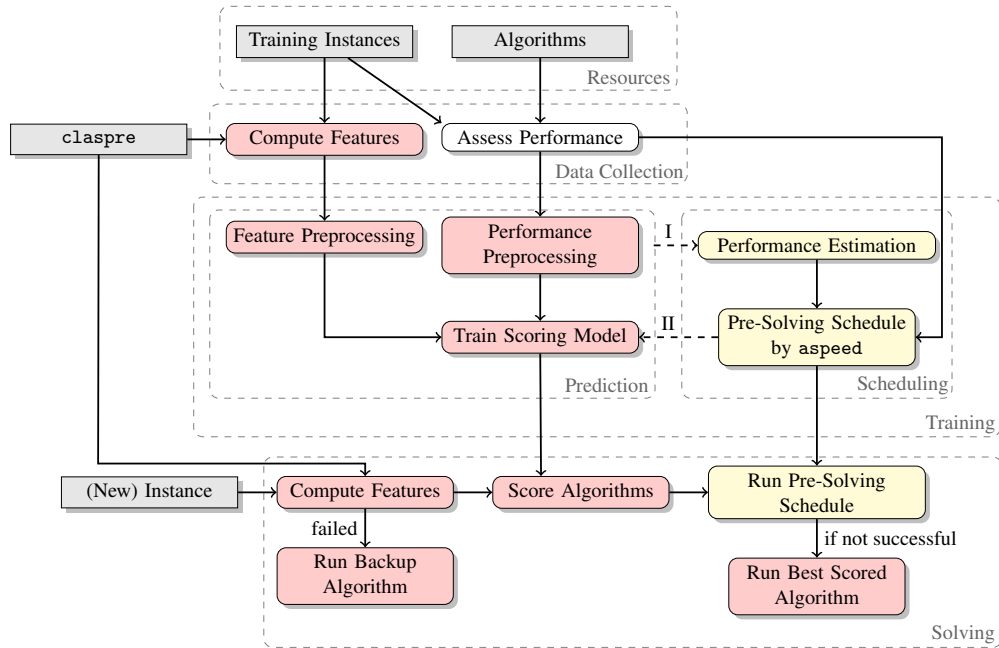 Training Instances
Algorithms
Resources
claspre
Compute Features
Assess Performance
Data Collection
Feature Preprocessing
Performance
Preprocessing
I
Performance Estimation
Train Scoring Model
II
Pre-Solving Schedule
by aspeed
Prediction
Scheduling
Training
(New) Instance
Compute Features
Score Algorithms
Run Pre-Solving
Schedule
failed
if not successful
Run Backup
Algorithm
Run Best Scored
Algorithm
Solving